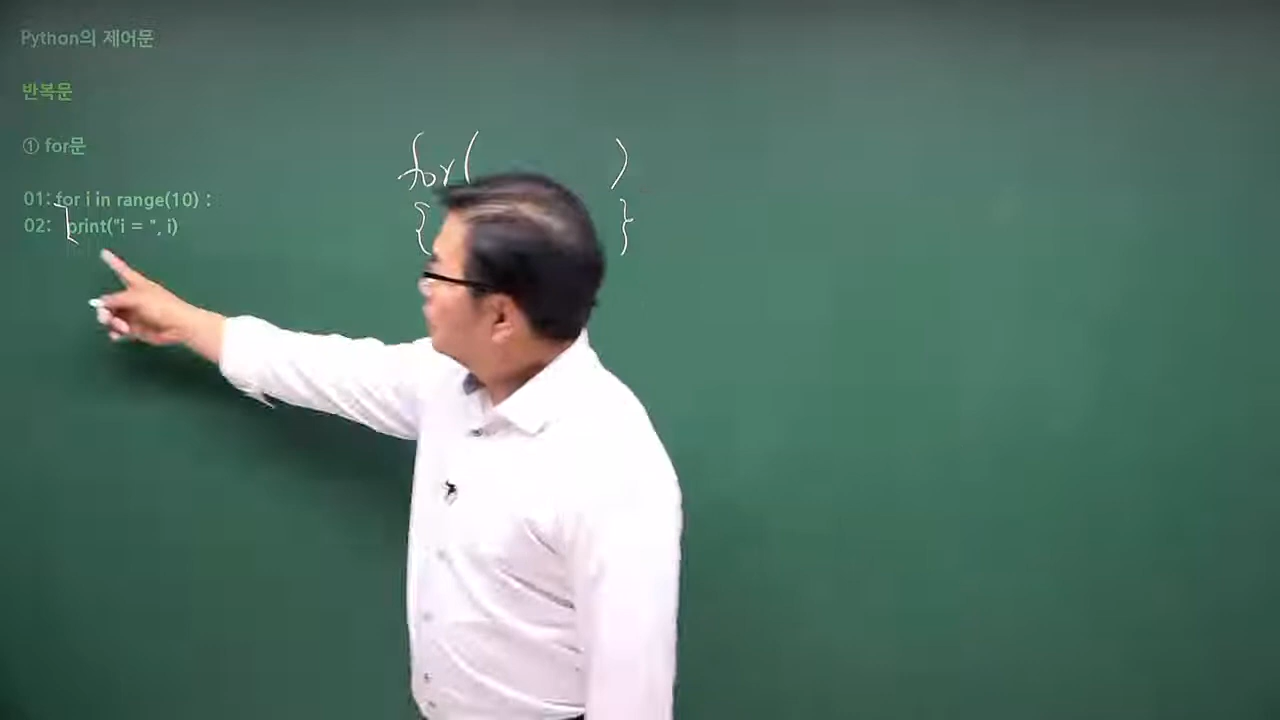 Python의 제어문
반복문
① for문
01: for i in range(10) :
02: print("i = ", i)
for( )
{ }